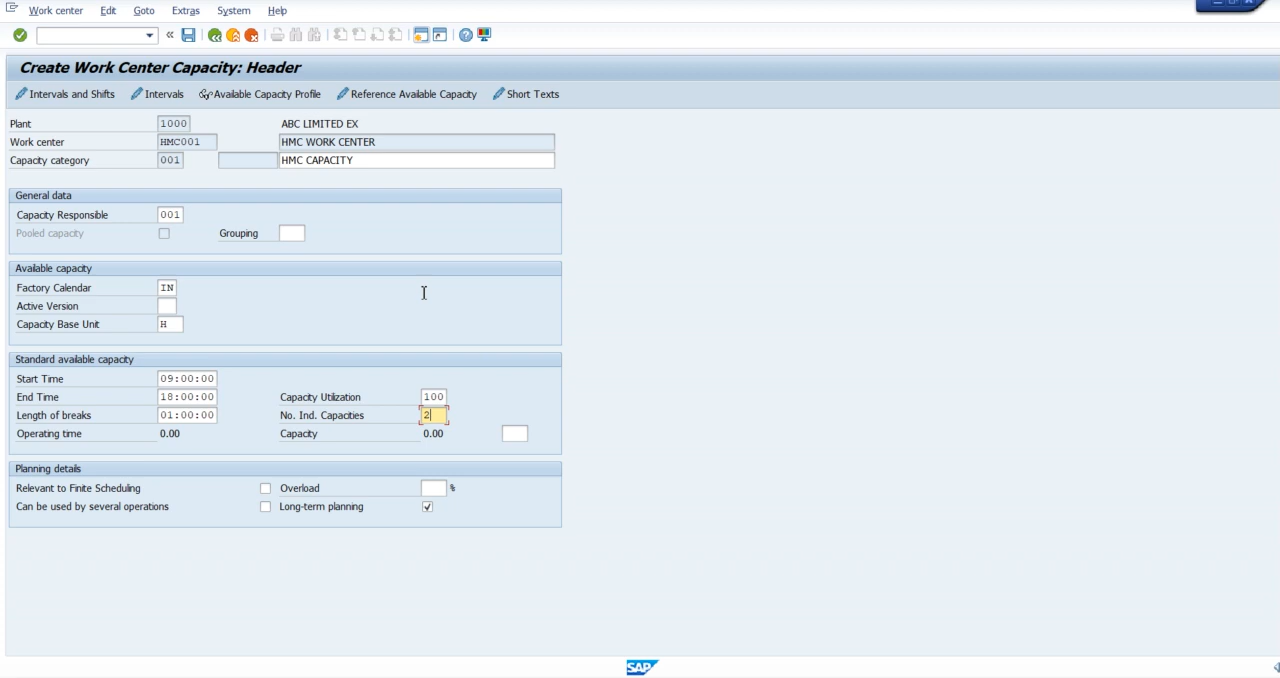 Work center Edit Goto Extras System Help
«
Create Work Center Capacity: Header
Intervals and Shifts Intervals Available Capacity Profile Reference Available Capacity Short Texts
Plant 1000 ABC LIMITED EX
Work center HMC001 HMC WORK CENTER
Capacity category 001 HMC CAPACITY
General data
Capacity Responsible 001
Pooled capacity Grouping
Available capacity
Factory Calendar IN
Active Version
Capacity Base Unit H
Standard available capacity
Start Time 09:00:00
End Time 18:00:00 Capacity Utilization 100
Length of breaks 01:00:00 No. Ind. Capacities 2
Operating time 0.00 Capacity 0.00
Planning details
Relevant to Finite Scheduling Overload %
Can be used by several operations Long-term planning
SAP